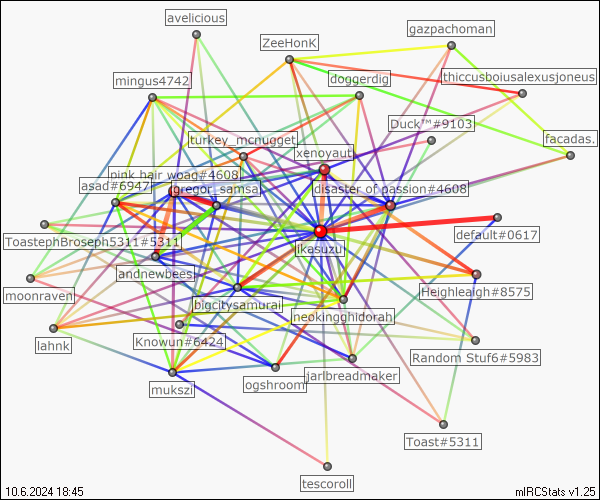 avelicious
gazpachoman
ZeeHonK
thiccusboiusalexusjoneus
doggerdig
mingus4742
Duck™#9103
turkey_mcnugget
facadas.
xenoyaut
pink hair woag#4608
asad#6947
gregor_samsa
disaster of passion#4608
default#0617
ToastephBroseph5311#5311
jkasuzu
andnewbees
Heighleaigh#8575
moonraven
bigcitysamurai
neokingghidorah
lahnk
Knowun#6424
Random Stuf6#5983
jarlbreadmaker
mukszi
ogshroom
Toast#5311
tescoroll
10.6.2024 18:45
mIRCStats v1.25